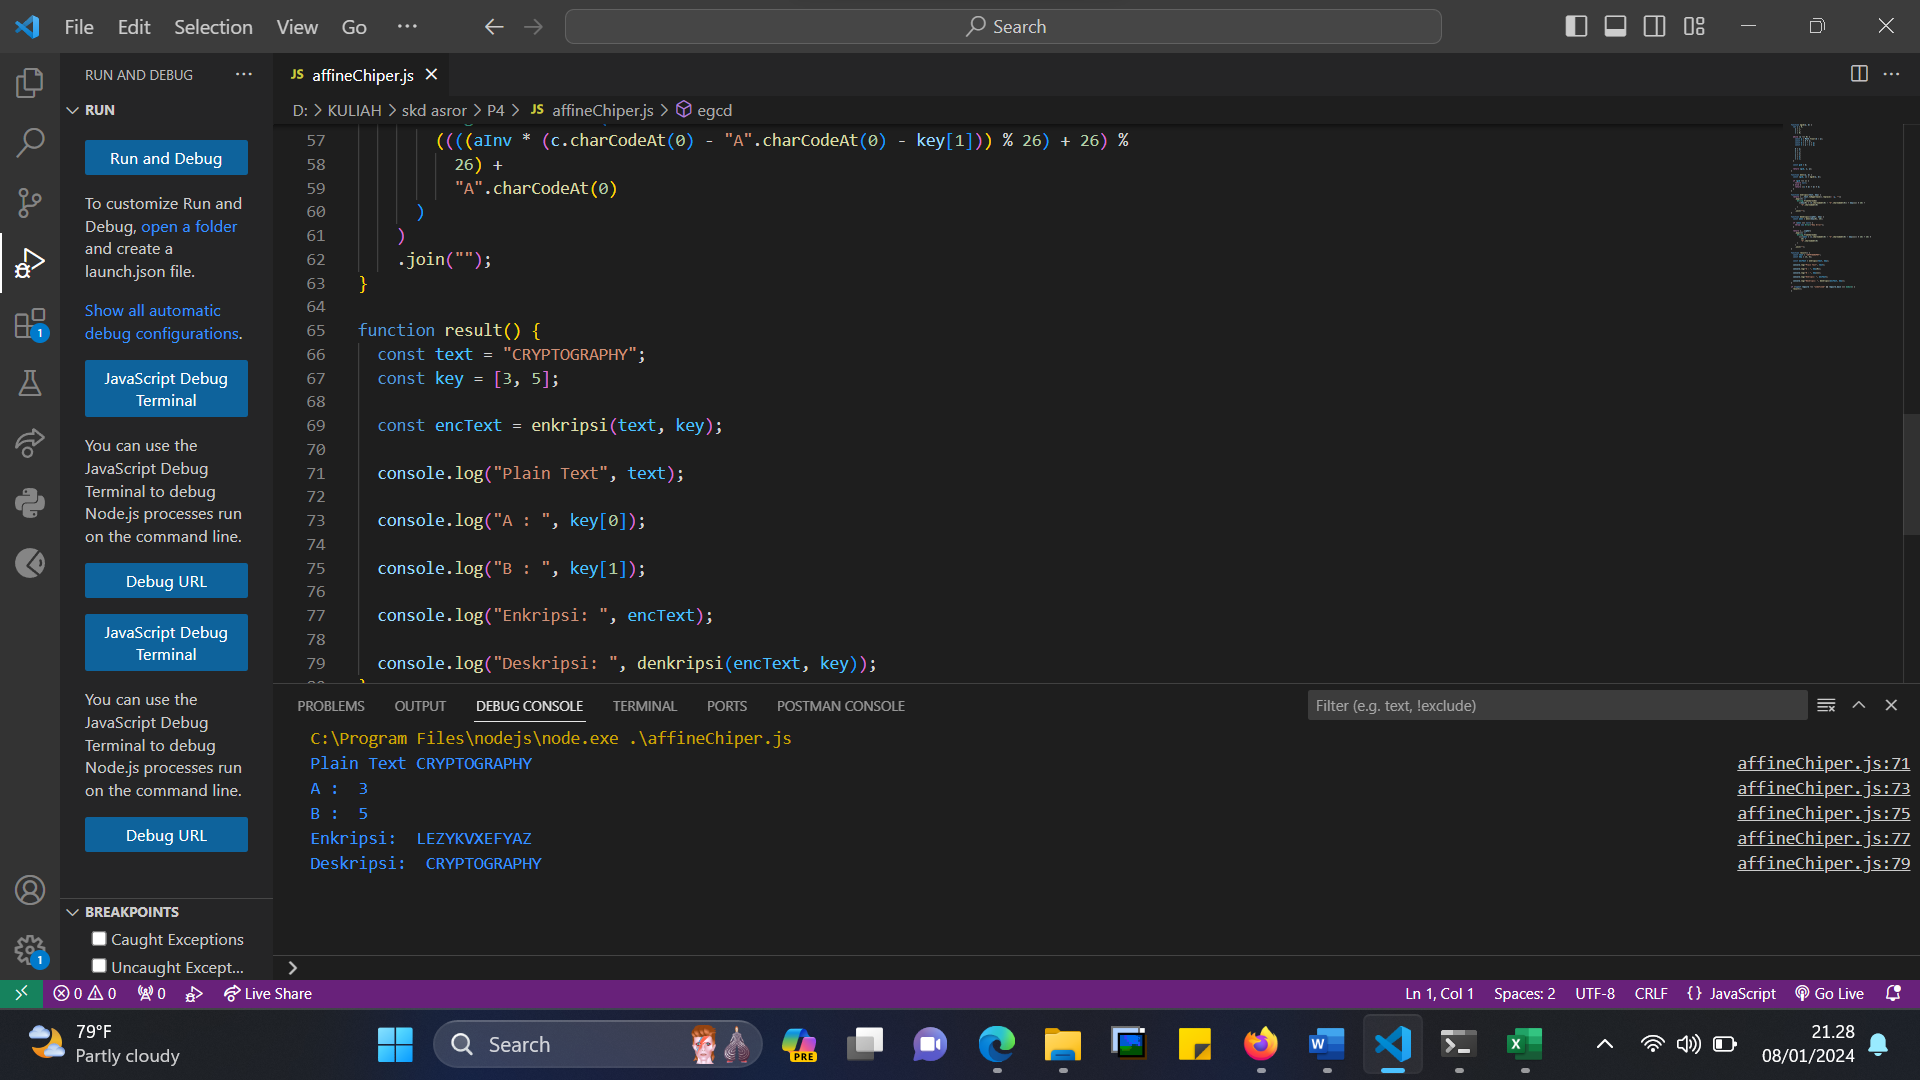 File Edit Selection View Go ···
Search
RUN AND DEBUG ···
RUN
Run and Debug
To customize Run and
Debug, open a folder
and create a
launch.json file.
Show all automatic
debug configurations.
JavaScript Debug
Terminal
You can use the
JavaScript Debug
Terminal to debug
Node.js processes run
on the command line.
Debug URL
JavaScript Debug
Terminal
You can use the
JavaScript Debug
Terminal to debug
Node.js processes run
on the command line.
Debug URL
BREAKPOINTS
Caught Exceptions
Uncaught Except...
1
1
JS affineChiper.js
D: > KULIAH > skd asror > P4 > JS affineChiper.js > egcd
57 ((((aInv * (c.charCodeAt(0) - "A".charCodeAt(0) - key[1])) % 26) + 26) %
58 26) +
59 "A".charCodeAt(0)
60 )
61 )
62 .join("");
63 }
64
65 function result() {
66 const text = "CRYPTOGRAPHY";
67 const key = [3, 5];
68
69 const encText = enkripsi(text, key);
70
71 console.log("Plain Text", text);
72
73 console.log("A : ", key[0]);
74
75 console.log("B : ", key[1]);
76
77 console.log("Enkripsi: ", encText);
78
79 console.log("Deskripsi: ", denkripsi(encText, key));
PROBLEMS OUTPUT DEBUG CONSOLE TERMINAL PORTS POSTMAN CONSOLE
Filter (e.g. text, !exclude)
C:\Program Files\nodejs\node.exe .\affineChiper.js
Plain Text CRYPTOGRAPHY affineChiper.js:71
A :  3 affineChiper.js:73
B :  5 affineChiper.js:75
Enkripsi:  LEZYKVXEFYAZ affineChiper.js:77
Deskripsi:  CRYPTOGRAPHY affineChiper.js:79
>
0 0 0 Live Share
Ln 1, Col 1 Spaces: 2 UTF-8 CRLF {} JavaScript Go Live
79°F
Partly cloudy
Search
PRE
21.28
08/01/2024